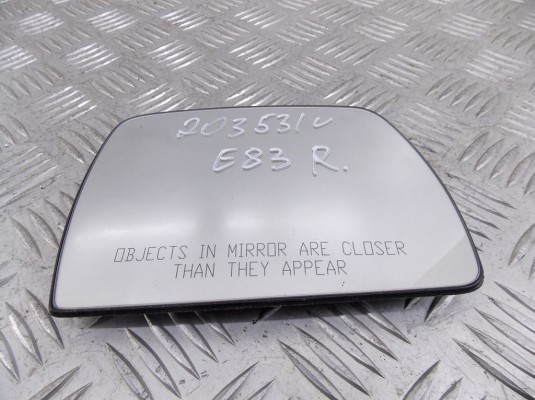 203531U
E83 R.
OBJECTS IN MIRROR ARE CLOSER
THAN THEY APPEAR